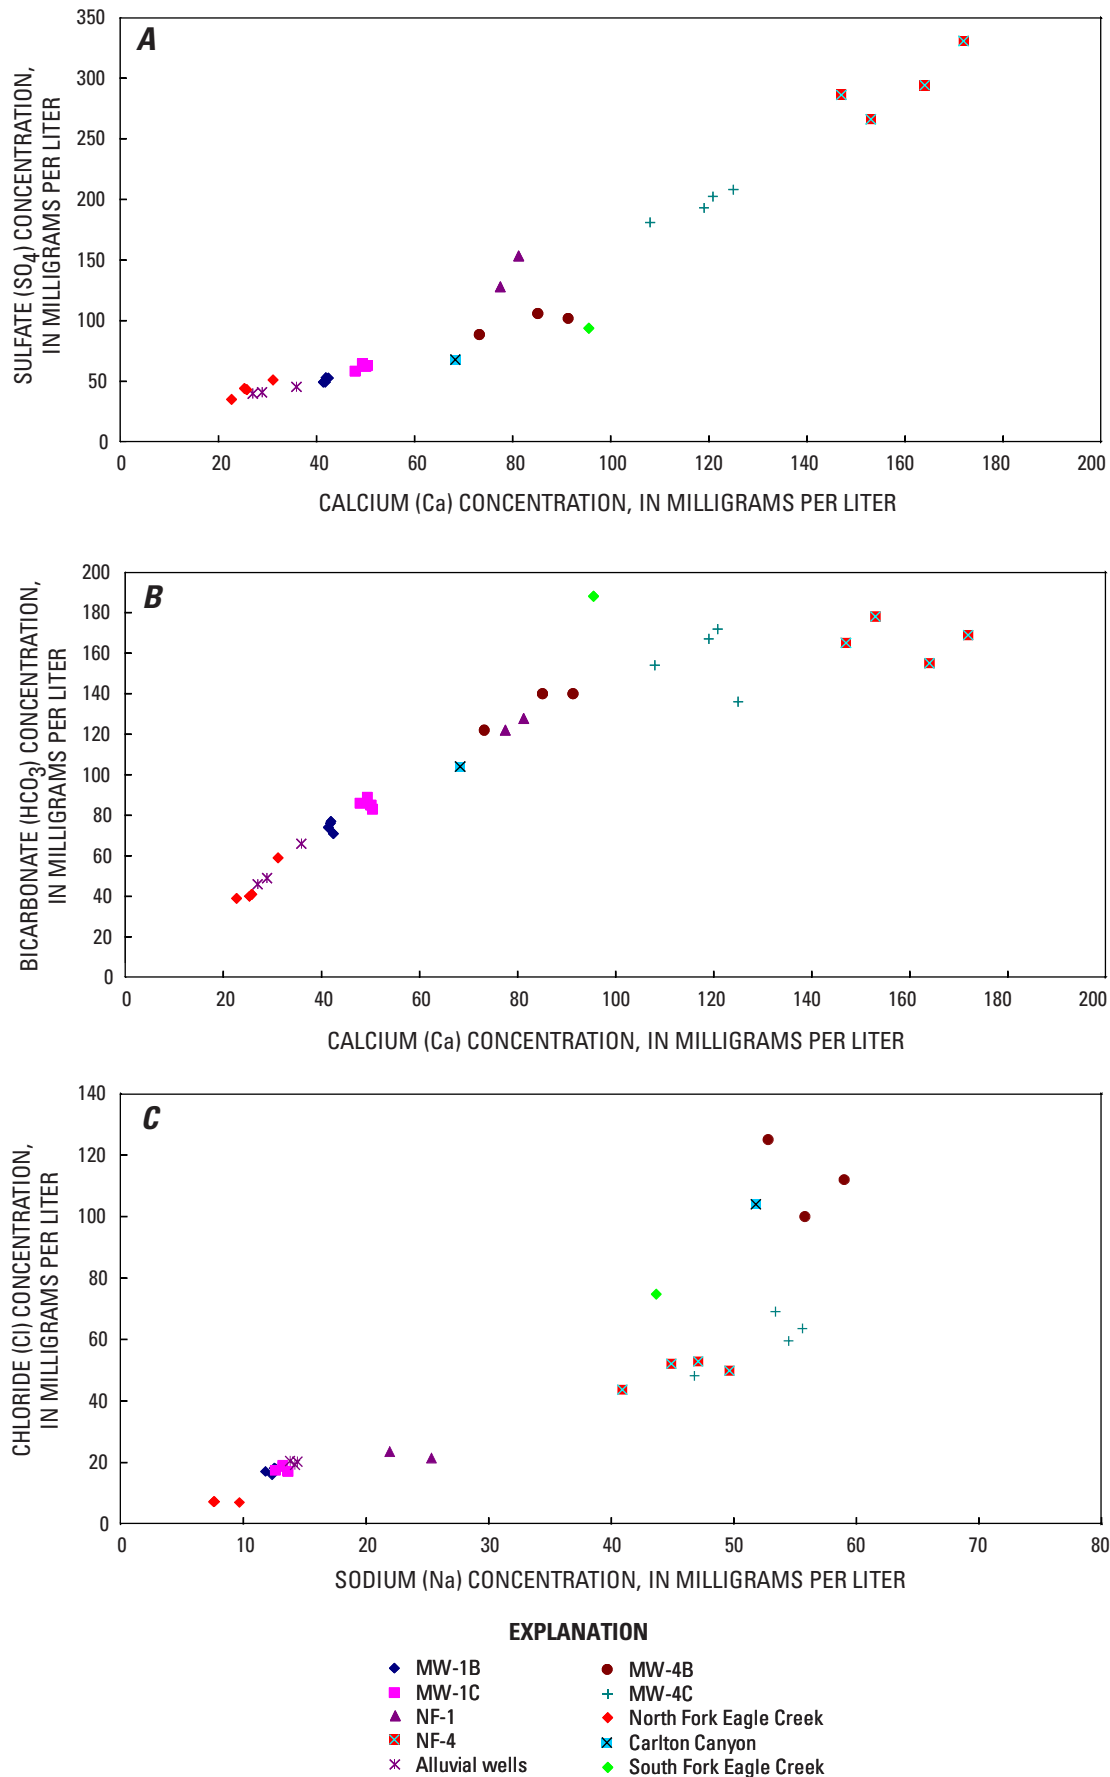 A
SULFATE (SO4) CONCENTRATION,
IN MILLIGRAMS PER LITER
350
300
250
200
150
100
50
0
0 20 40 60 80 100 120 140 160 180 200
CALCIUM (Ca) CONCENTRATION, IN MILLIGRAMS PER LITER
B
BICARBONATE (HCO3) CONCENTRATION,
IN MILLIGRAMS PER LITER
200
180
160
140
120
100
80
60
40
20
0
0 20 40 60 80 100 120 140 160 180 200
CALCIUM (Ca) CONCENTRATION, IN MILLIGRAMS PER LITER
C
CHLORIDE (Cl) CONCENTRATION,
IN MILLIGRAMS PER LITER
140
120
100
80
60
40
20
0
0 10 20 30 40 50 60 70 80
SODIUM (Na) CONCENTRATION, IN MILLIGRAMS PER LITER
EXPLANATION
MW-1B
MW-1C
NF-1
NF-4
Alluvial wells
MW-4B
MW-4C
North Fork Eagle Creek
Carlton Canyon
South Fork Eagle Creek